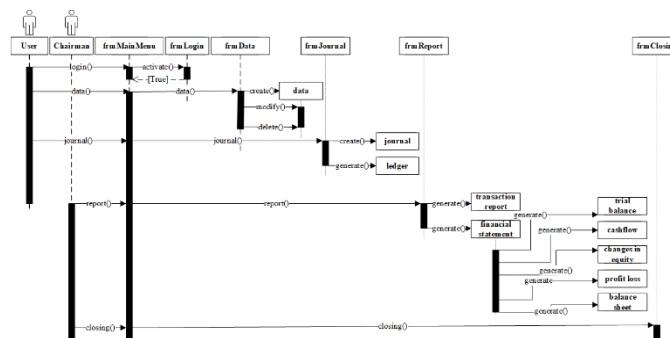 User
Chairman
frmMainMenu
frmLogin
frmData
frmJournal
frmReport
frmClosin
login()
activate()
[True]
data()
data()
create()
data
modify()
delete()
journal()
journal()
create()
journal
generate()
ledger
report()
report()
generate()
transaction
report
generate()
financial
statement
generate()
trial
balance
generate()
cashflow
generate()
changes in
equity
generate
profit loss
generate()
balance
sheet
closing()
closing()